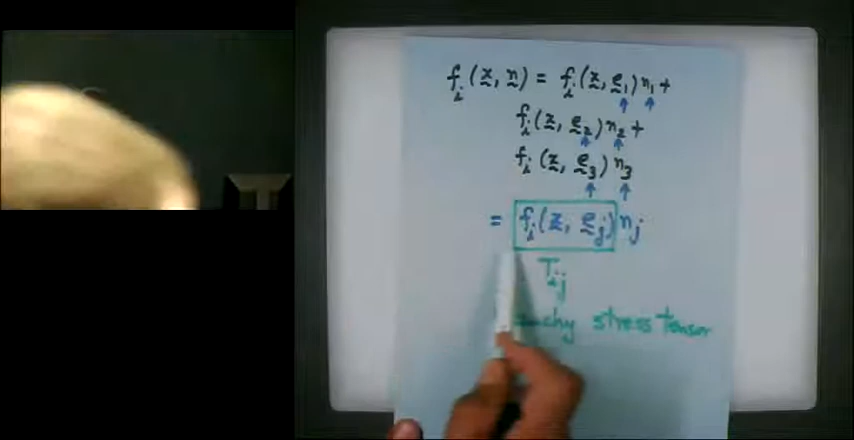 f_i (x, n) = f_i (x, e_1) n_1 +
f_i (x, e_2) n_2 +
f_i (x, e_3) n_3
= f_i (x, e_j) n_j
T_ij
stress tensor